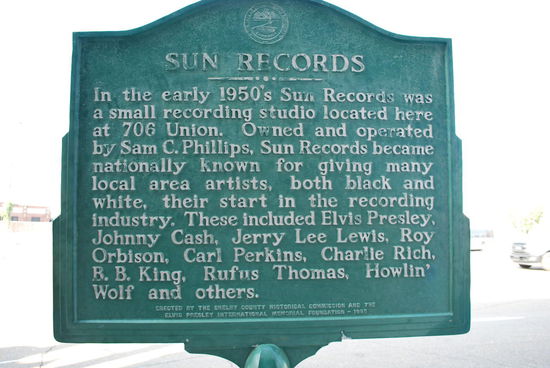 SUN RECORDS
In the early 1950's Sun Records was
a small recording studio located here
at 706 Union. Owned and operated
by Sam C. Phillips, Sun Records became
nationally known for giving many
local area artists, both black and
white, their start in the recording
industry. These included Elvis Presley,
Johnny Cash, Jerry Lee Lewis, Roy
Orbison, Carl Perkins, Charlie Rich,
B. B. King, Rufus Thomas, Howlin'
Wolf and others.
ERECTED BY THE SHELBY COUNTY HISTORICAL COMMISSION AND THE
ELVIS PRESLEY INTERNATIONAL MEMORIAL FOUNDATION -